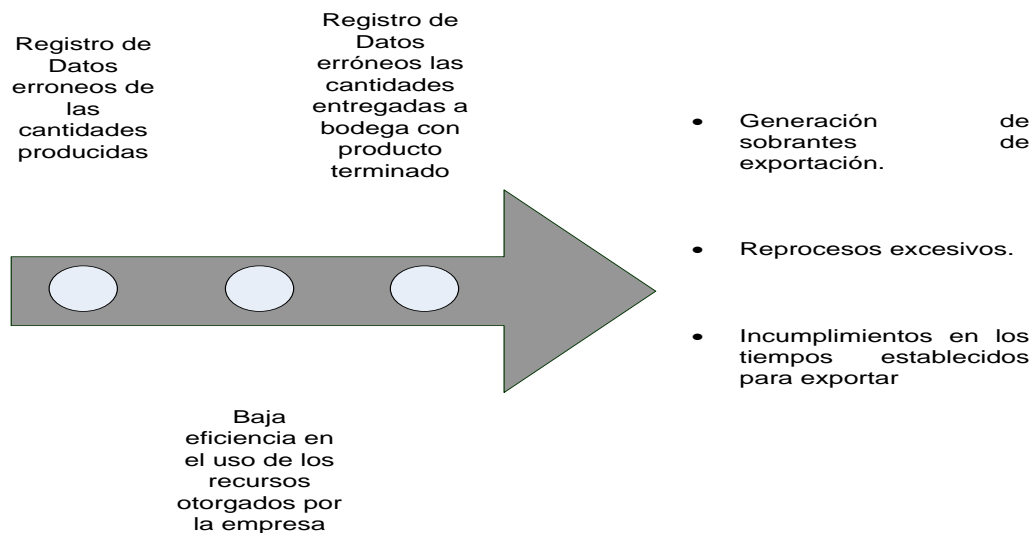 Registro de
Datos
erroneos de
las
cantidades
producidas
Registro de
Datos
erróneos las
cantidades
entregadas a
bodega con
producto
terminado
Baja
eficiencia en
el uso de los
recursos
otorgados por
la empresa
• Generación de
sobrantes de
exportación.
• Reprocesos excesivos.
• Incumplimientos en los
tiempos establecidos
para exportar